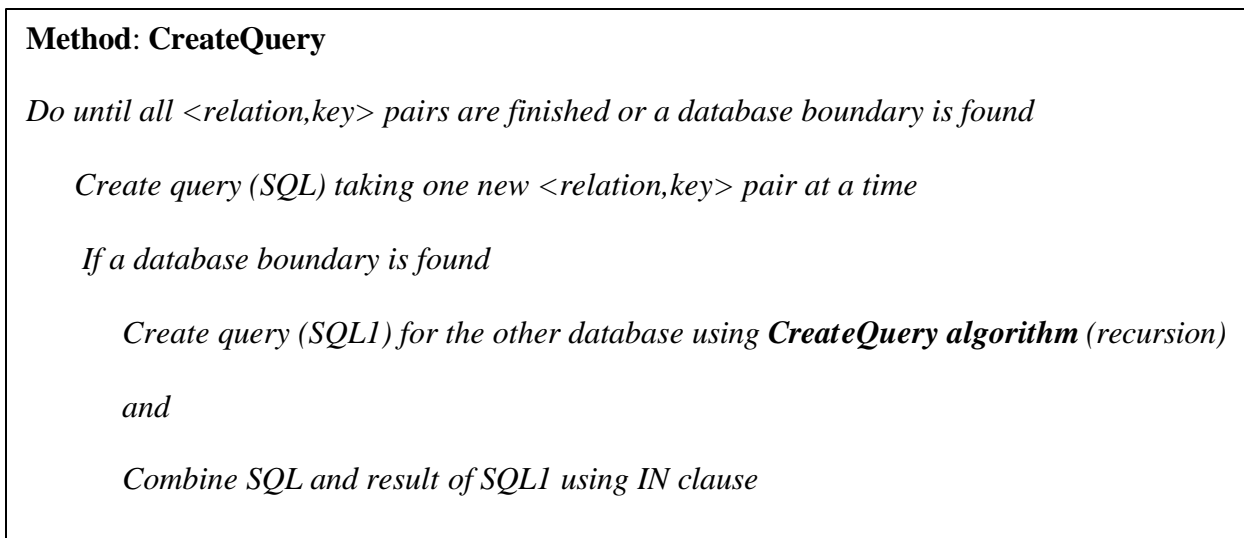 Method: CreateQuery
Do until all <relation,key> pairs are finished or a database boundary is found
Create query (SQL) taking one new <relation,key> pair at a time
If a database boundary is found
Create query (SQL1) for the other database using CreateQuery algorithm (recursion)
and
Combine SQL and result of SQL1 using IN clause